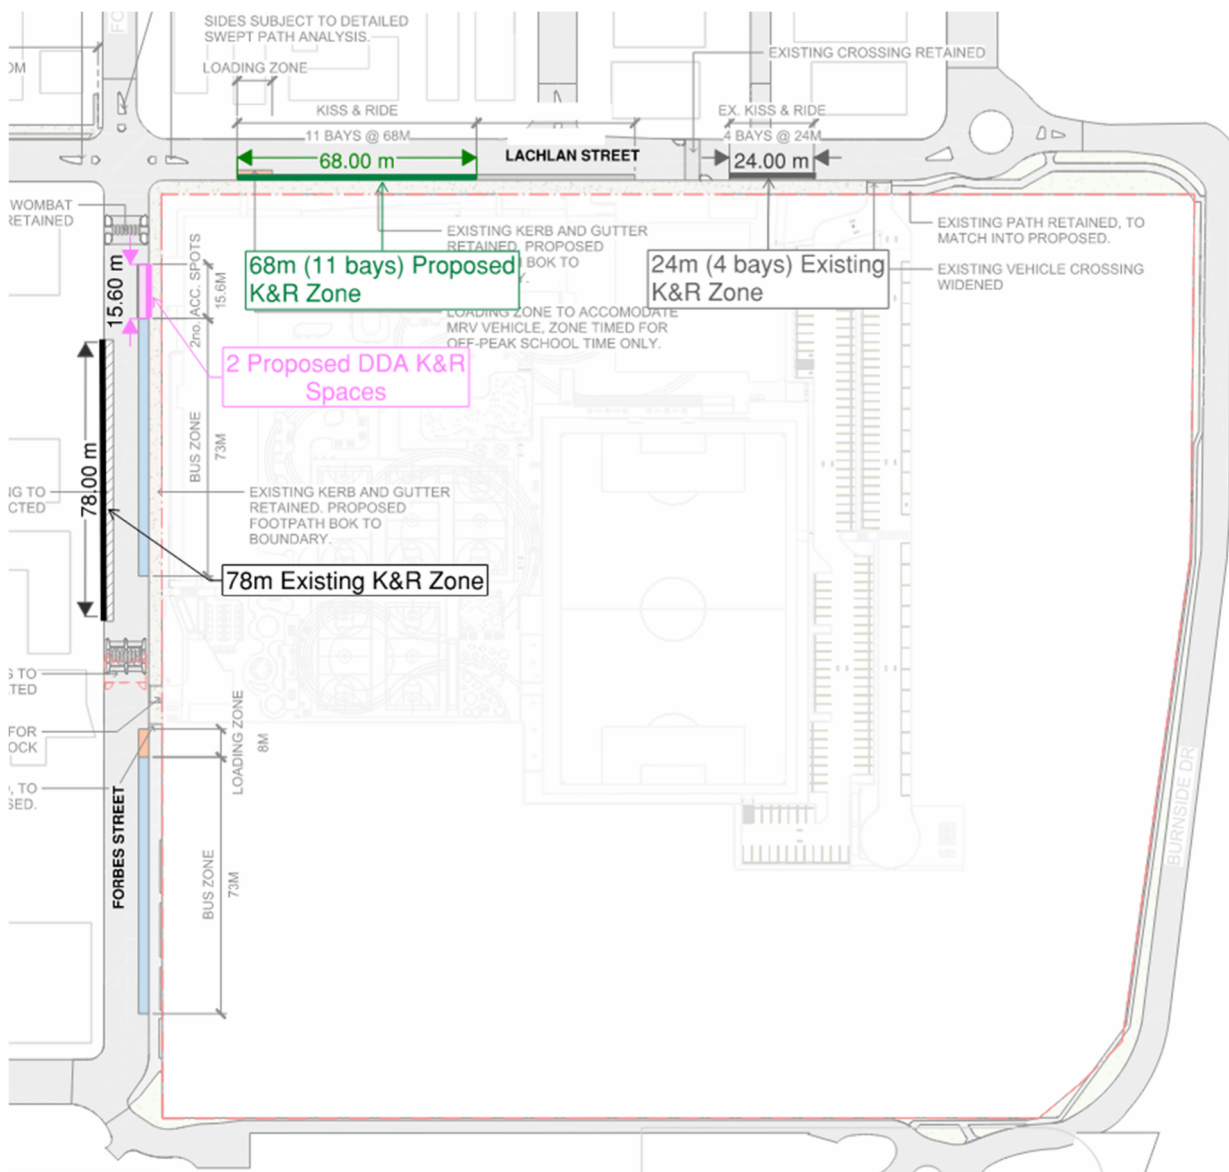 SIDES SUBJECT TO DETAILED
SWEPT PATH ANALYSIS.
LOADING ZONE
EXISTING CROSSING RETAINED
KISS & RIDE
EX. KISS & RIDE
11 BAYS @ 68M
4 BAYS @ 24M
68.00 m
LACHLAN STREET
24.00 m
WOMBAT
RETAINED
EXISTING KERB AND GUTTER
RETAINED, PROPOSED
BOK TO
EXISTING PATH RETAINED, TO
MATCH INTO PROPOSED.
68m (11 bays) Proposed
K&R Zone
24m (4 bays) Existing
K&R Zone
EXISTING VEHICLE CROSSING
WIDENED
15.60 m
2no. ACC. SPOTS
15.6M
LOADING ZONE TO ACCOMODATE
MRV VEHICLE, ZONE TIMED FOR
OFF-PEAK SCHOOL TIME ONLY.
2 Proposed DDA K&R
Spaces
78.00 m
BUS ZONE
73M
EXISTING KERB AND GUTTER
RETAINED. PROPOSED
FOOTPATH BOK TO
BOUNDARY.
78m Existing K&R Zone
TO
FOR
LOADING ZONE
8M
TO
FORBES STREET
BUS ZONE
73M
BURNSIDE DR